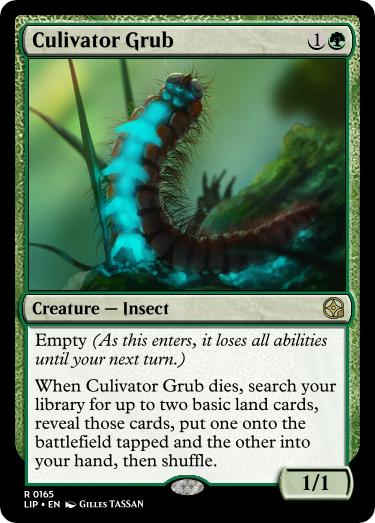 Culivator Grub 1
Creature — Insect
Empty (As this enters, it loses all abilities
until your next turn.)
When Culivator Grub dies, search your
library for up to two basic land cards,
reveal those cards, put one onto the
battlefield tapped and the other into
your hand, then shuffle.
1/1
R 0165
LIP • EN Gilles TASSAN